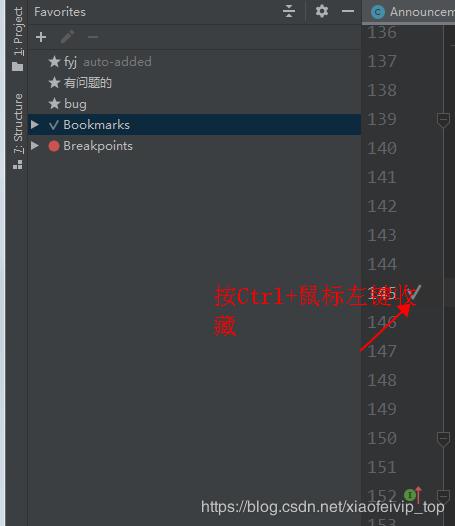 1: Project
7: Structure
Favorites
fyj auto-added
有问题的
bug
Bookmarks
Breakpoints
Announcem
136
137
138
139
140
141
142
143
144
145
按Ctrl+鼠标左键收
藏
146
147
148
149
150
151
152
153
https://blog.csdn.net/xiaofeivip_top